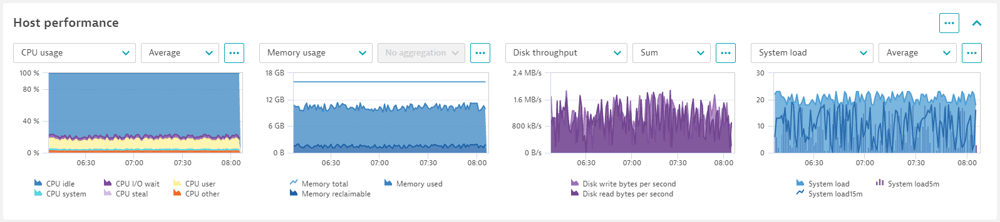 Host performance
CPU usage Average
100 %
80 %
40 %
0 %
06:30 07:00 07:30 08:00
CPU idle CPU I/O wait CPU user
CPU system CPU steal CPU other
Memory usage No aggregation
18 GB
12 GB
6 GB
0 B
06:30 07:00 07:30 08:00
Memory total Memory used
Memory reclaimable
Disk throughput Sum
2.4 MB/s
1.6 MB/s
800 kB/s
0 B/s
06:30 07:00 07:30 08:00
Disk write bytes per second
Disk read bytes per second
System load Average
30
20
10
0
06:30 07:00 07:30 08:00
System load System load5m
System load15m